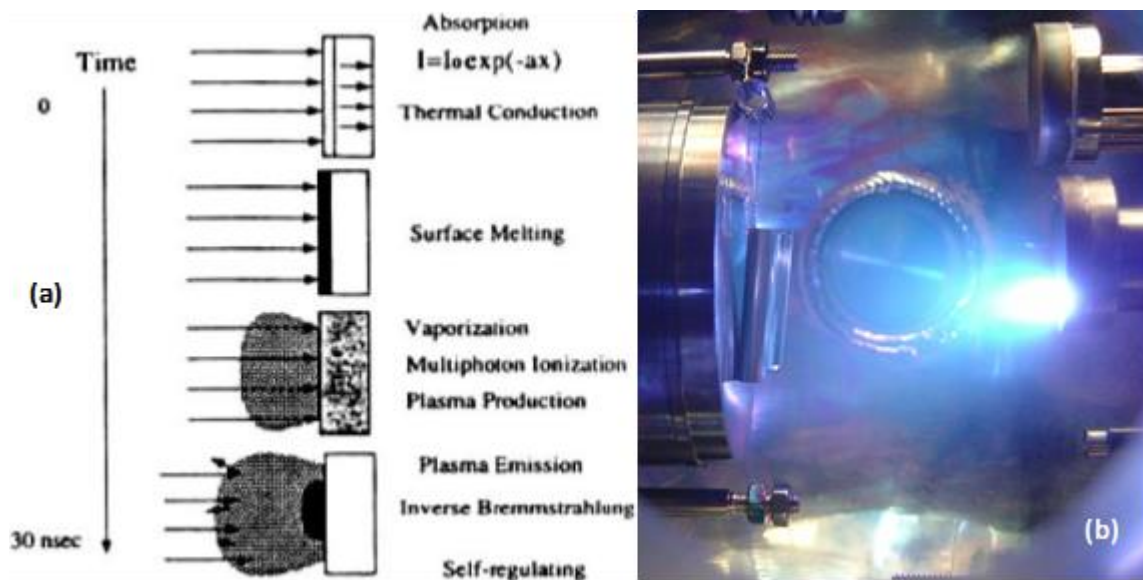 Time
0
(a)
30 nsec
Absorption
I=Ioexp(-ax)
Thermal Conduction
Surface Melting
Vaporization
Multiphoton Ionization
Plasma Production
Plasma Emission
Inverse Bremmstrahlung
Self-regulating
(b)